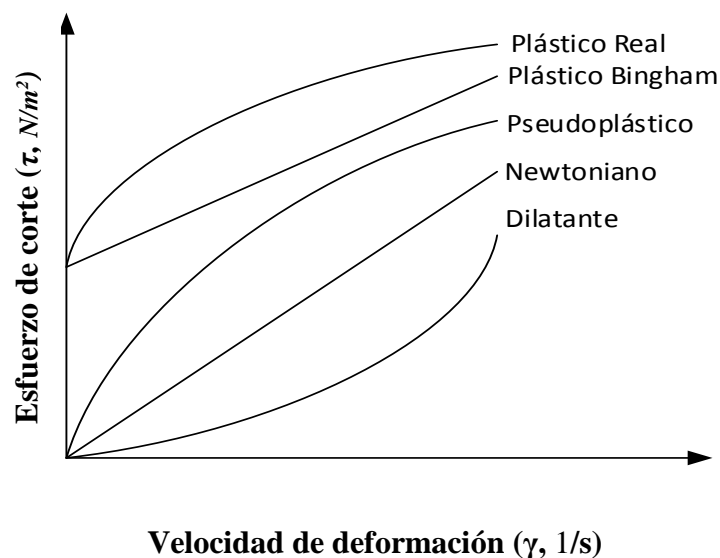 Esfuerzo de corte (τ, N/m²)
Plástico Real
Plástico Bingham
Pseudoplástico
Newtoniano
Dilatante
Velocidad de deformación (γ, 1/s)